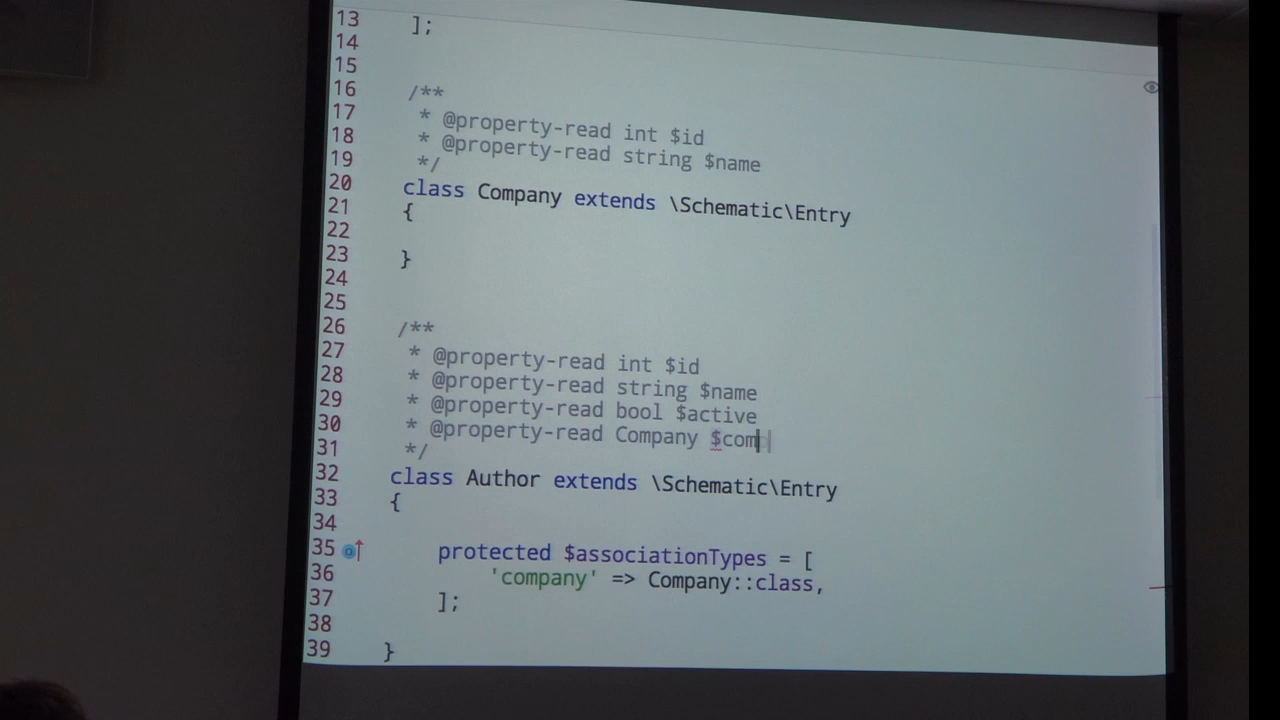 13 ];
14
15
16 /**
17 * @property-read int $id
18 * @property-read string $name
19 */
20 class Company extends \Schematic\Entry
21 {
22
23 }
24
25
26 /**
27 * @property-read int $id
28 * @property-read string $name
29 * @property-read bool $active
30 * @property-read Company $com
31 */
32 class Author extends \Schematic\Entry
33 {
34
35 protected $associationTypes = [
36 'company' => Company::class,
37 ];
38
39 }